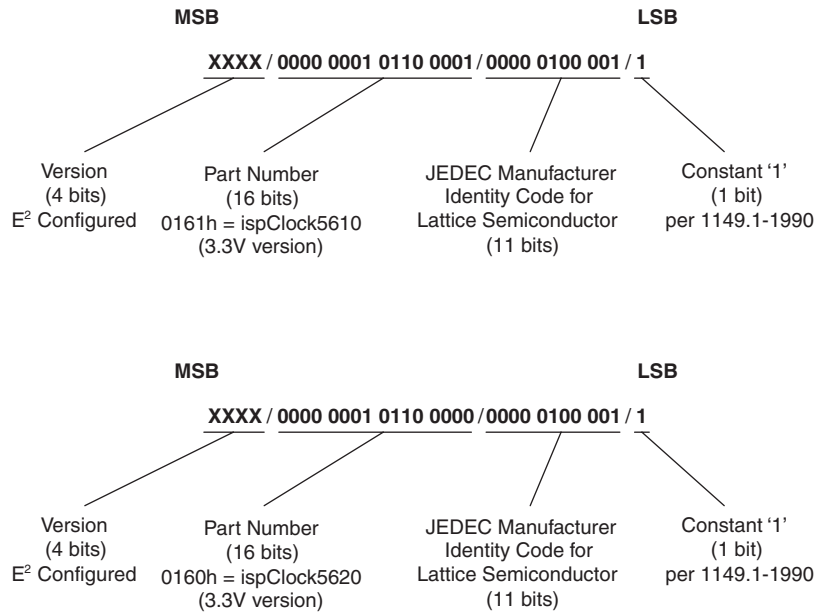 MSB LSB
XXXX / 0000 0001 0110 0001 / 0000 0100 001 / 1
Version
(4 bits)
E² Configured
Part Number
(16 bits)
0161h = ispClock5610
(3.3V version)
JEDEC Manufacturer
Identity Code for
Lattice Semiconductor
(11 bits)
Constant ‘1’
(1 bit)
per 1149.1-1990
MSB LSB
XXXX / 0000 0001 0110 0000 / 0000 0100 001 / 1
Version
(4 bits)
E² Configured
Part Number
(16 bits)
0160h = ispClock5620
(3.3V version)
JEDEC Manufacturer
Identity Code for
Lattice Semiconductor
(11 bits)
Constant ‘1’
(1 bit)
per 1149.1-1990